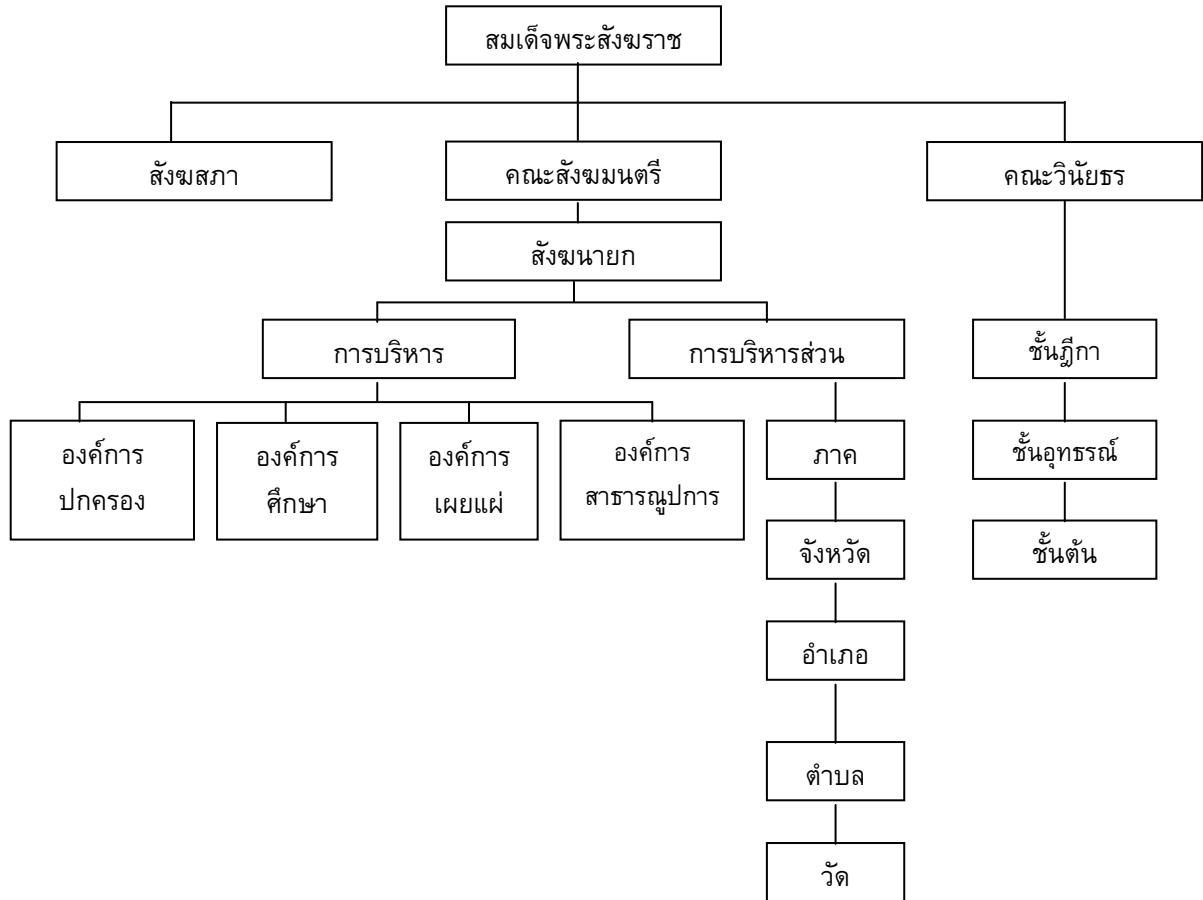 สมเด็จพระสังฆราช
สังฆสภา
คณะสังฆมนตรี
คณะวินัยธร
สังฆนายก
การบริหาร
การบริหารส่วน
ชั้นฎีกา
องค์การ
ปกครอง
องค์การ
ศึกษา
องค์การ
เผยแผ่
องค์การ
สาธารณูปการ
ภาค
ชั้นอุทธรณ์
จังหวัด
ชั้นต้น
อำเภอ
ตำบล
วัด